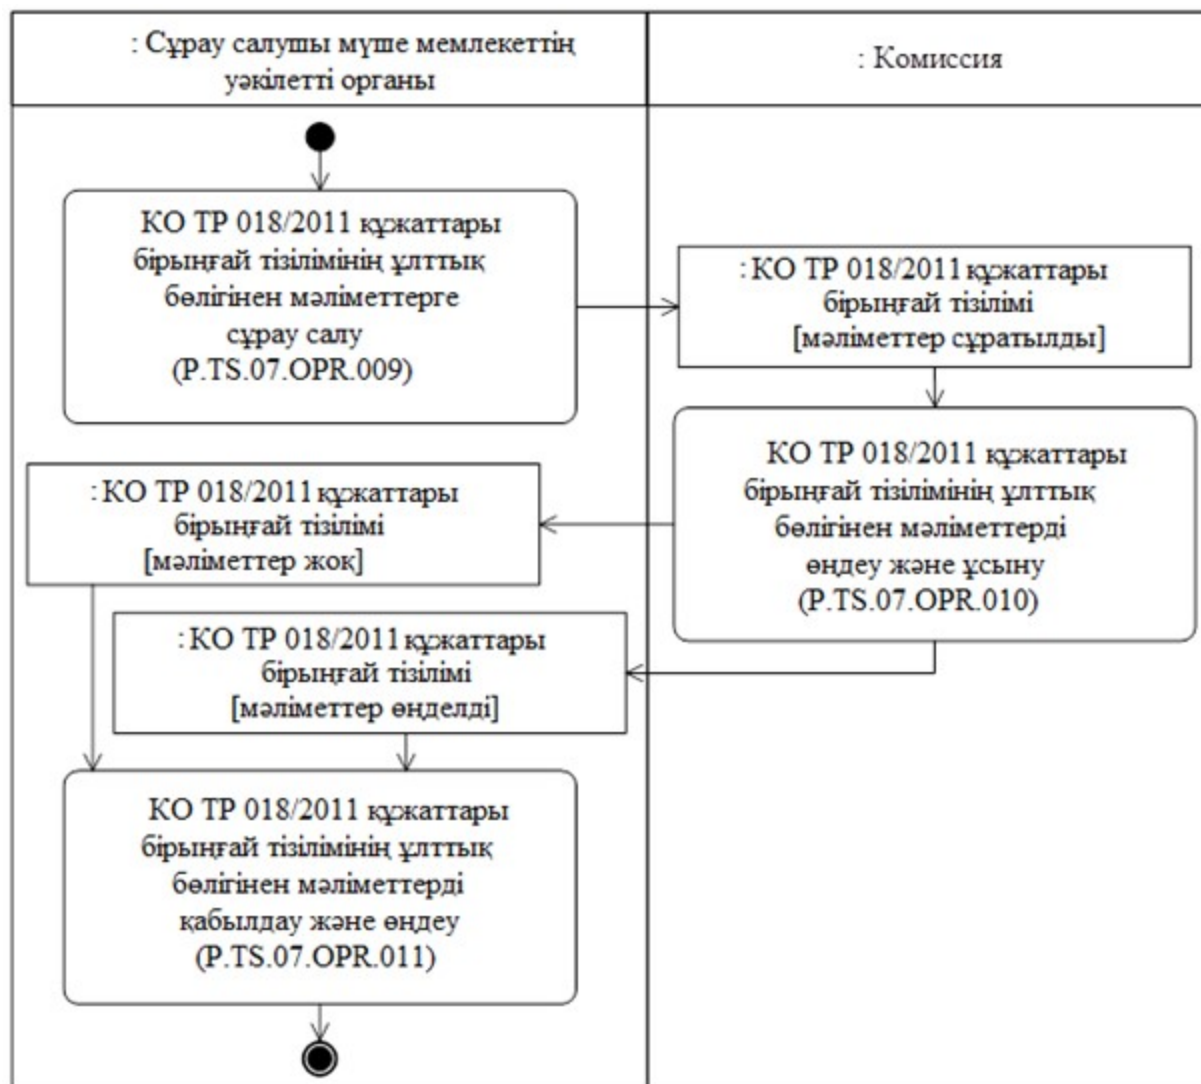 : Сұрау салушы мүше мемлекеттің
уәкілетті органы
: Комиссия
КО ТР 018/2011 құжаттары
бірыңғай тізілімінің ұлттық
бөлігінен мәліметтерге
сұрау салу
(P.TS.07.OPR.009)
: КО ТР 018/2011 құжаттары
бірыңғай тізілімі
[мәліметтер сұратылды]
КО ТР 018/2011 құжаттары
бірыңғай тізілімінің ұлттық
бөлігінен мәліметтерді
өңдеу және ұсыну
(P.TS.07.OPR.010)
: КО ТР 018/2011 құжаттары
бірыңғай тізілімі
[мәліметтер жоқ]
: КО ТР 018/2011 құжаттары
бірыңғай тізілімі
[мәліметтер өңделді]
КО ТР 018/2011 құжаттары
бірыңғай тізілімінің ұлттық
бөлігінен мәліметтерді
қабылдау және өңдеу
(P.TS.07.OPR.011)